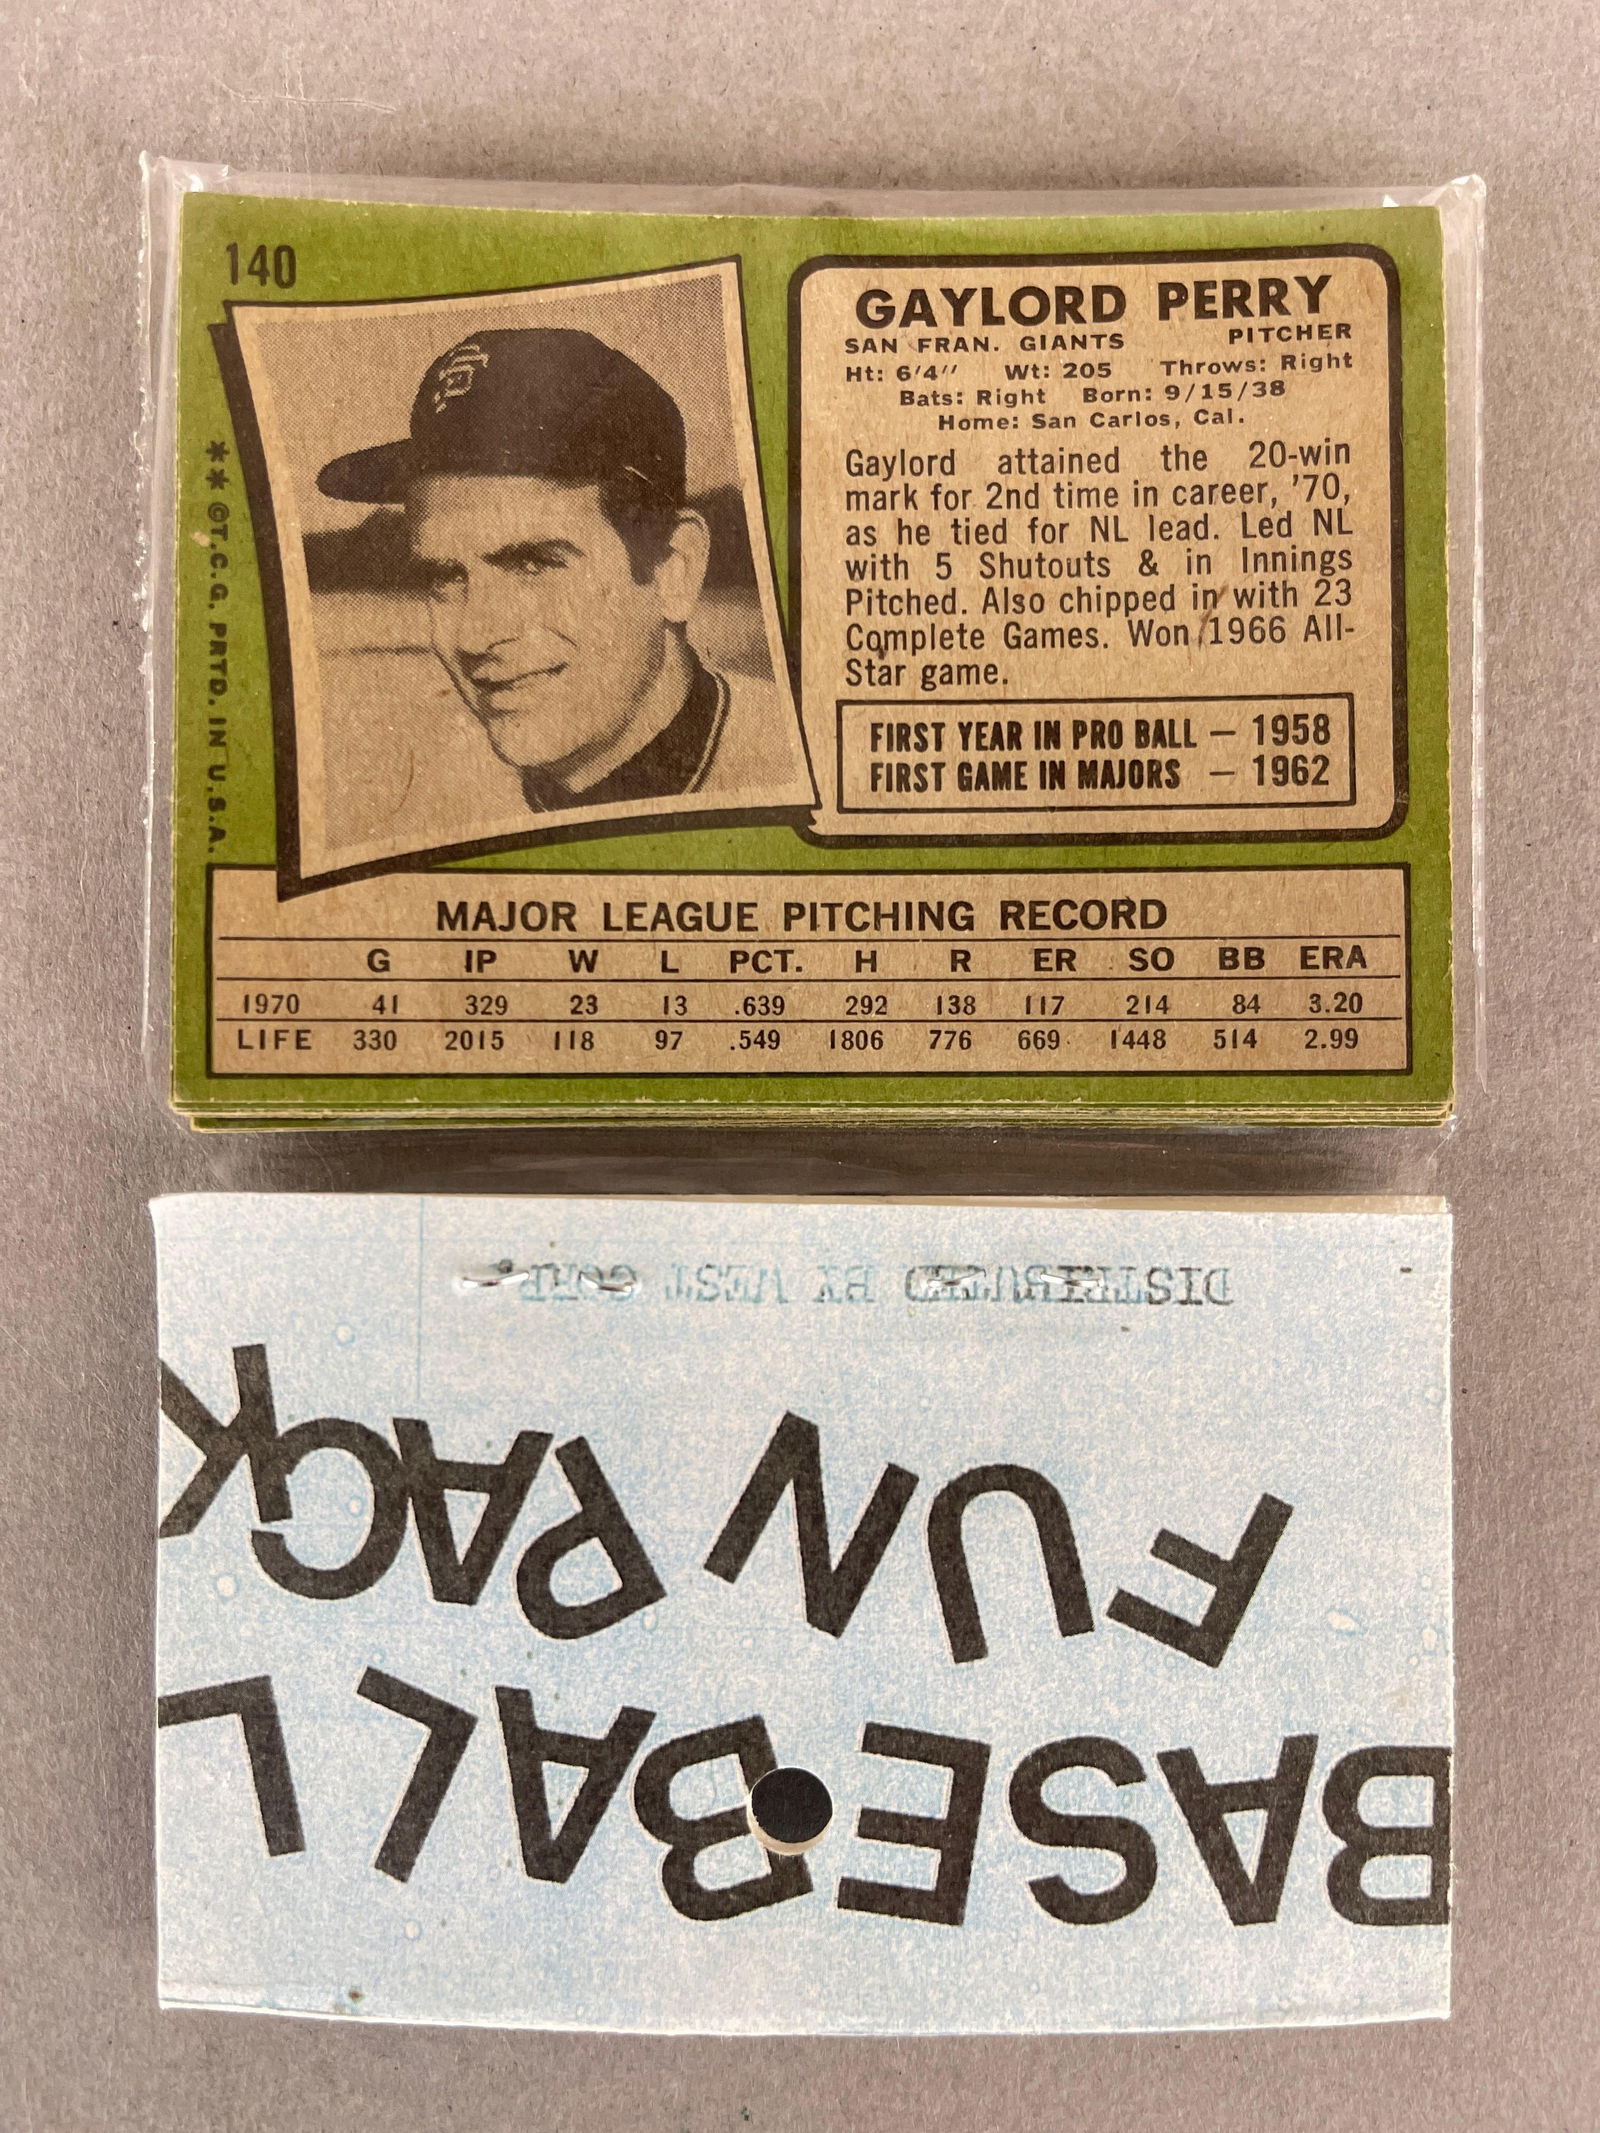 140
GAYLORD PERRY
SAN FRAN. GIANTS PITCHER
Ht: 6'4" Wt: 205 Throws: Right
Bats: Right Born: 9/15/38
Home: San Carlos, Cal.
Gaylord attained the 20-win
mark for 2nd time in career, '70,
as he tied for NL lead. Led NL
with 5 Shutouts & in Innings
Pitched. Also chipped in with 23
Complete Games. Won 1966 All-
Star game.
FIRST YEAR IN PRO BALL — 1958
FIRST GAME IN MAJORS — 1962
** ©T.C.G. PRTD. IN U.S.A.
SF
MAJOR LEAGUE PITCHING RECORD
G IP W L PCT. H R ER SO BB ERA
1970 41 329 23 13 .639 292 138 117 214 84 3.20
LIFE 330 2015 118 97 .549 1806 776 669 1448 514 2.99
BASEBALL
FUN PACK
DISTRIBUTED BY WEST CORP.